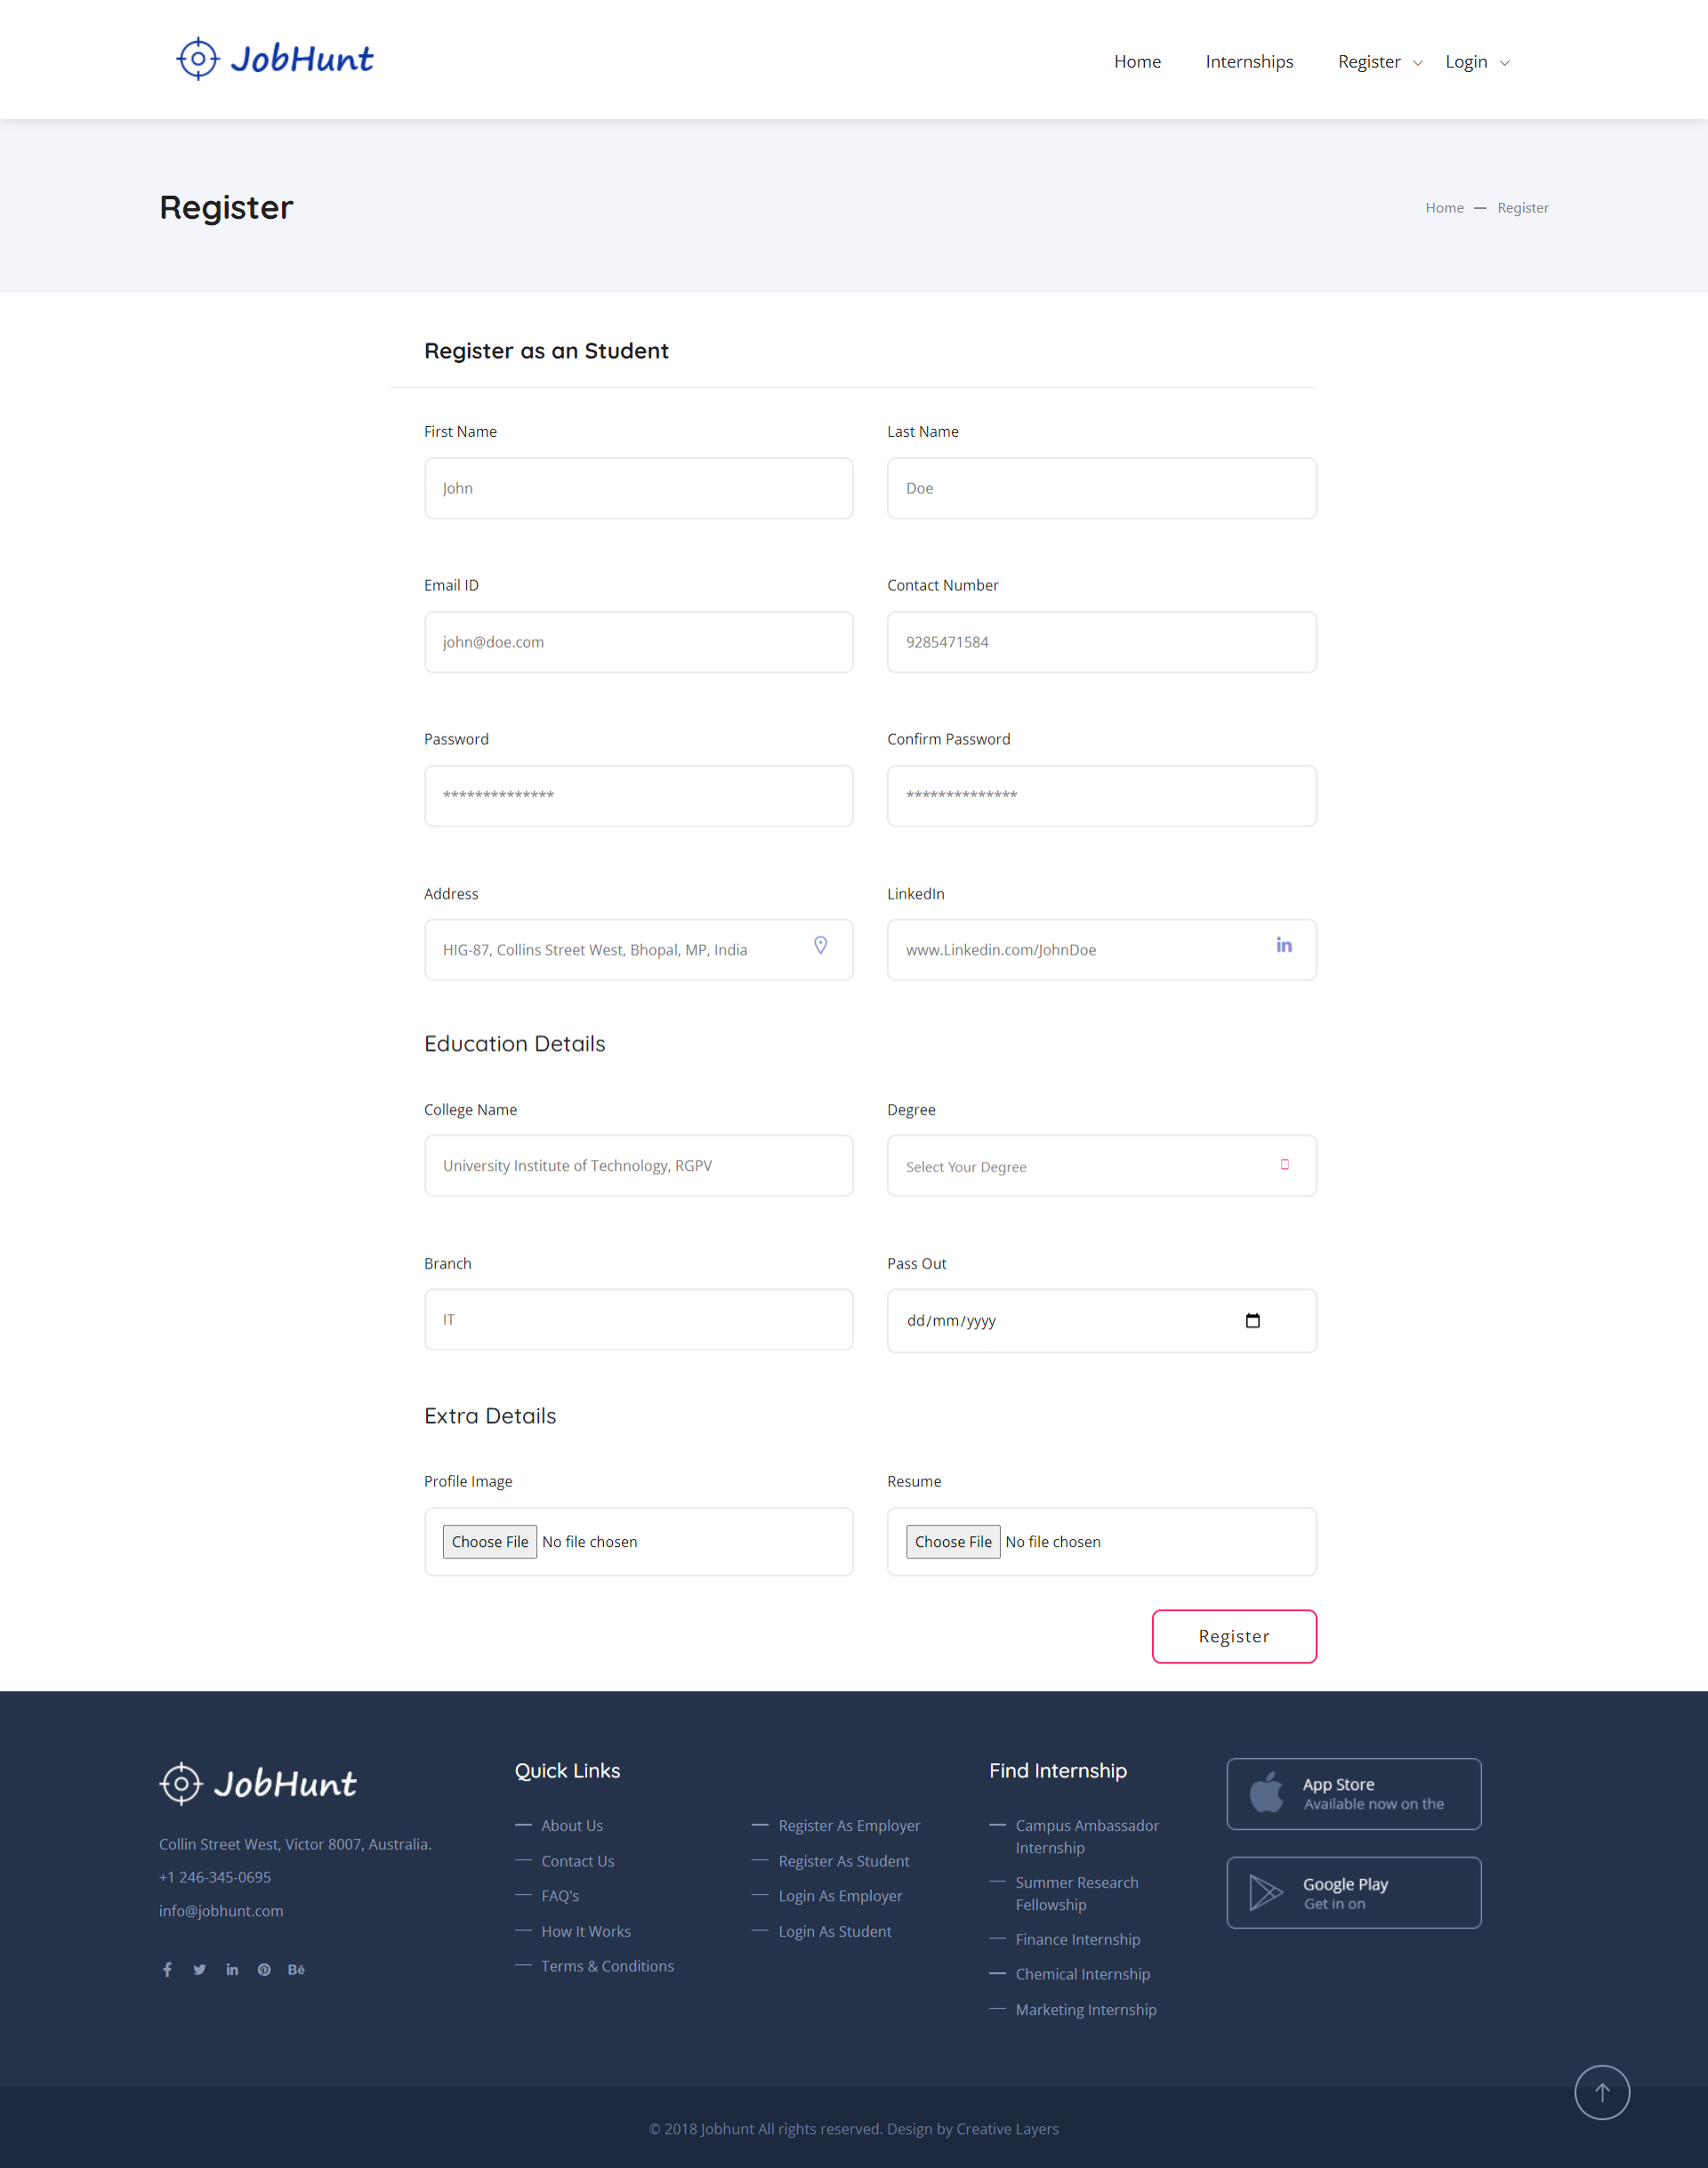 JobHunt
Home Internships Register Login
Register
Home — Register
Register as an Student
First Name
Last Name
John
Doe
Email ID
Contact Number
john@doe.com
9285471584
Password
Confirm Password
**************
**************
Address
LinkedIn
HIG-87, Collins Street West, Bhopal, MP, India
www.Linkedin.com/JohnDoe
in
Education Details
College Name
Degree
University Institute of Technology, RGPV
Select Your Degree
Branch
Pass Out
IT
dd/mm/yyyy
Extra Details
Profile Image
Resume
Choose File No file chosen
Choose File No file chosen
Register
JobHunt
Collin Street West, Victor 8007, Australia.
+1 246-345-0695
info@jobhunt.com
Quick Links
About Us
Contact Us
FAQ's
How It Works
Terms & Conditions
Register As Employer
Register As Student
Login As Employer
Login As Student
Find Internship
Campus Ambassador
Internship
Summer Research
Fellowship
Finance Internship
Chemical Internship
Marketing Internship
App Store
Available now on the
Google Play
Get in on
© 2018 Jobhunt All rights reserved. Design by Creative Layers